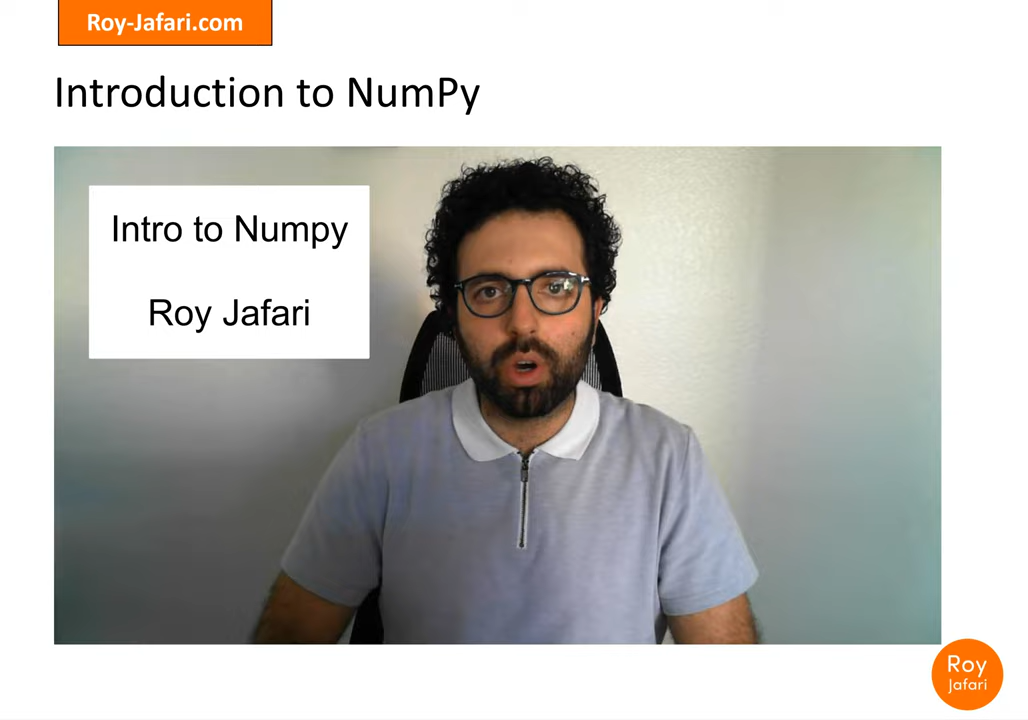 Roy-Jafari.com
Introduction to NumPy
Intro to Numpy
Roy Jafari
Roy
Jafari